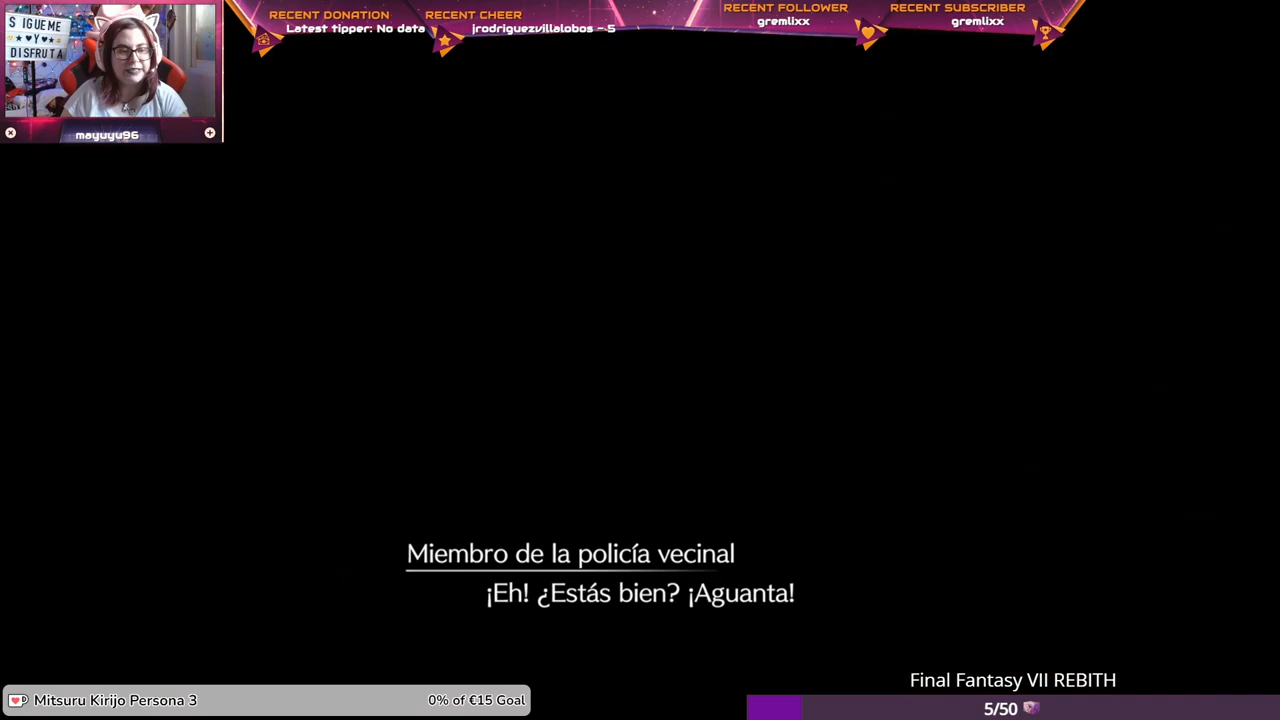 SIGUEME
Y
DISFRUTA
mayuyu96
RECENT DONATION
Latest tipper: No data
RECENT CHEER
jrodriguezvillalobos - 5
RECENT FOLLOWER
gremlixx
RECENT SUBSCRIBER
gremlixx
Miembro de la policía vecinal
¡Eh! ¿Estás bien? ¡Aguanta!
Mitsuru Kirijo Persona 3
0% of €15 Goal
Final Fantasy VII REBITH
5/50